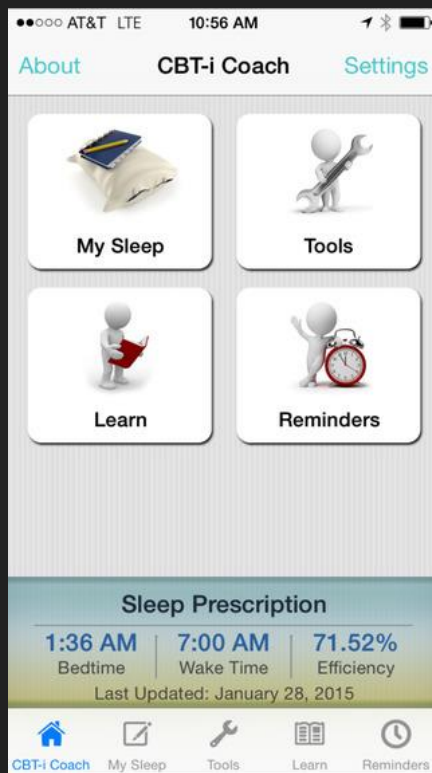 AT&T LTE 10:56 AM
About CBT-i Coach Settings
My Sleep Tools
Learn Reminders
Sleep Prescription
1:36 AM 7:00 AM 71.52%
Bedtime Wake Time Efficiency
Last Updated: January 28, 2015
CBT-i Coach My Sleep Tools Learn Reminders